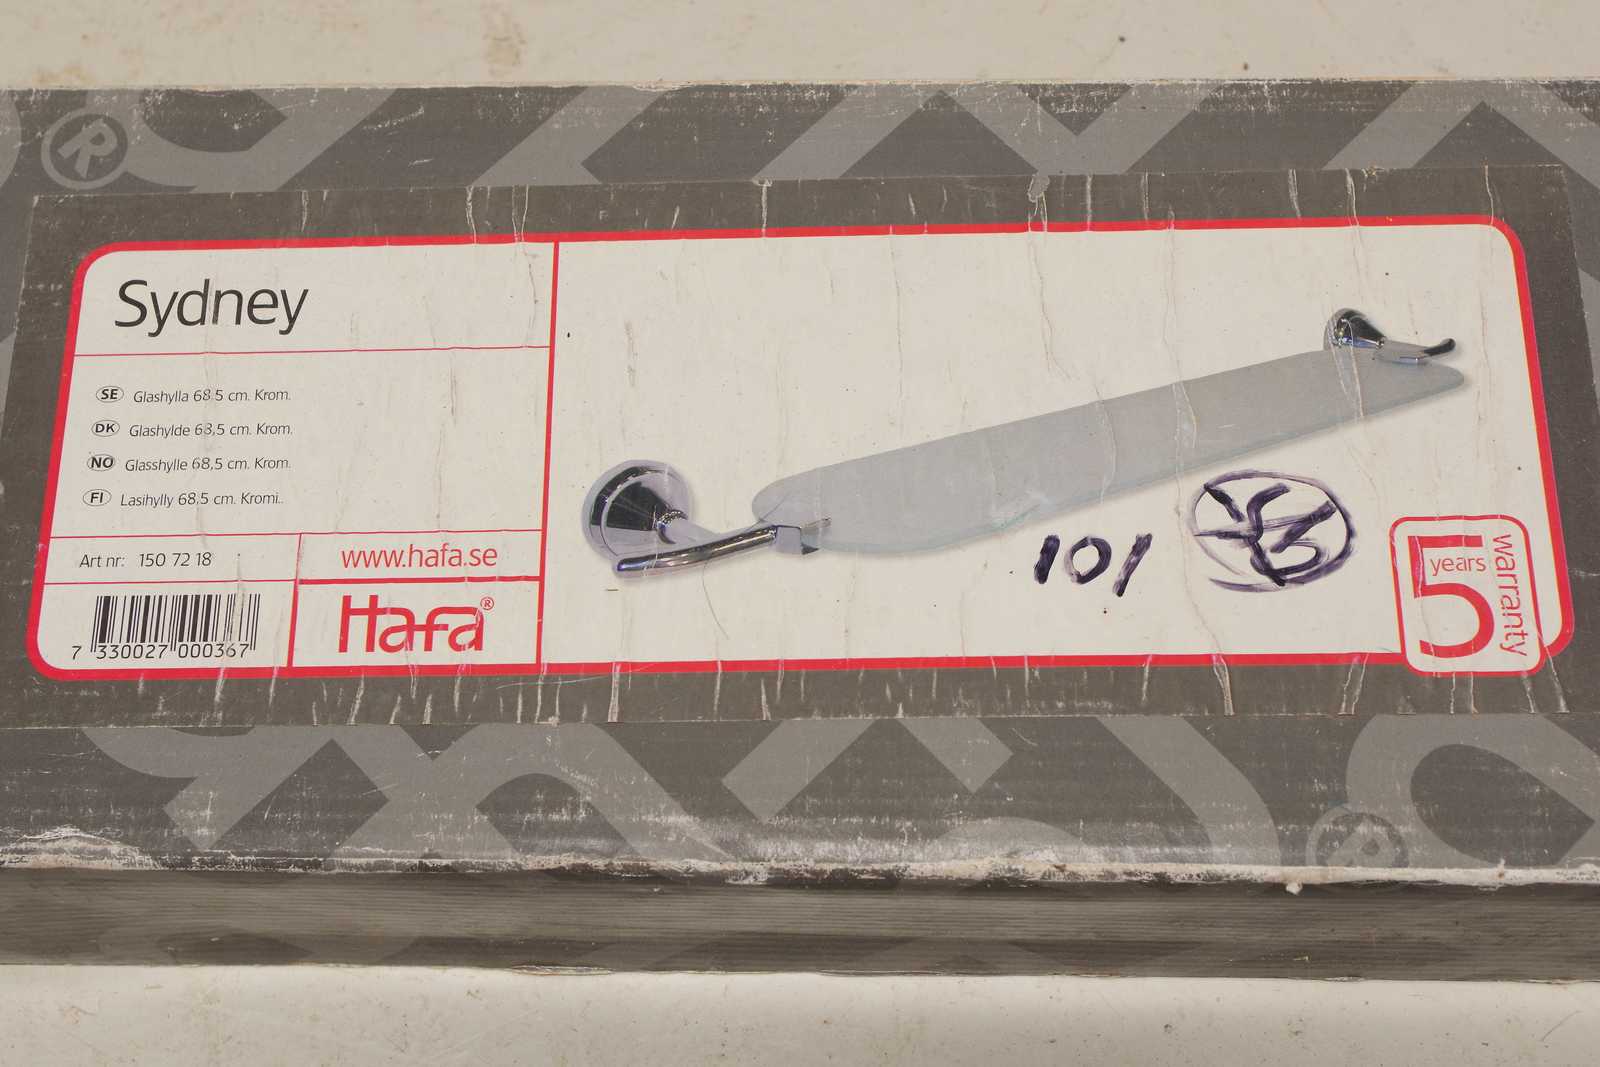 ®
Sydney
SE Glashylla 68.5 cm. Krom.
DK Glashylde 68,5 cm. Krom.
NO Glasshylle 68,5 cm. Krom.
FI Lasihylly 68,5 cm. Kromi..
Art nr: 150 72 18
www.hafa.se
7 330027 000367
Hafa®
101
5 years warranty
®